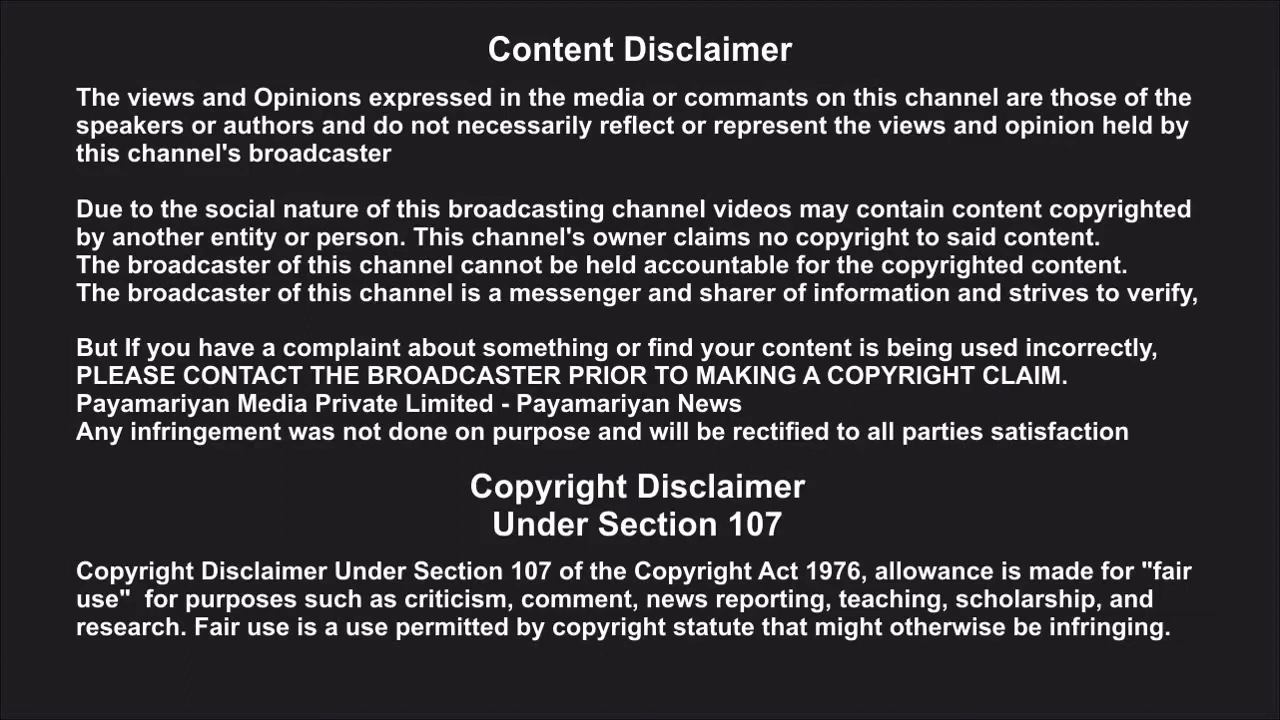 Content Disclaimer
The views and Opinions expressed in the media or commants on this channel are those of the
speakers or authors and do not necessarily reflect or represent the views and opinion held by
this channel's broadcaster
Due to the social nature of this broadcasting channel videos may contain content copyrighted
by another entity or person. This channel's owner claims no copyright to said content.
The broadcaster of this channel cannot be held accountable for the copyrighted content.
The broadcaster of this channel is a messenger and sharer of information and strives to verify,
But If you have a complaint about something or find your content is being used incorrectly,
PLEASE CONTACT THE BROADCASTER PRIOR TO MAKING A COPYRIGHT CLAIM.
Payamariyan Media Private Limited - Payamariyan News
Any infringement was not done on purpose and will be rectified to all parties satisfaction
Copyright Disclaimer
Under Section 107
Copyright Disclaimer Under Section 107 of the Copyright Act 1976, allowance is made for "fair
use"  for purposes such as criticism, comment, news reporting, teaching, scholarship, and
research. Fair use is a use permitted by copyright statute that might otherwise be infringing.